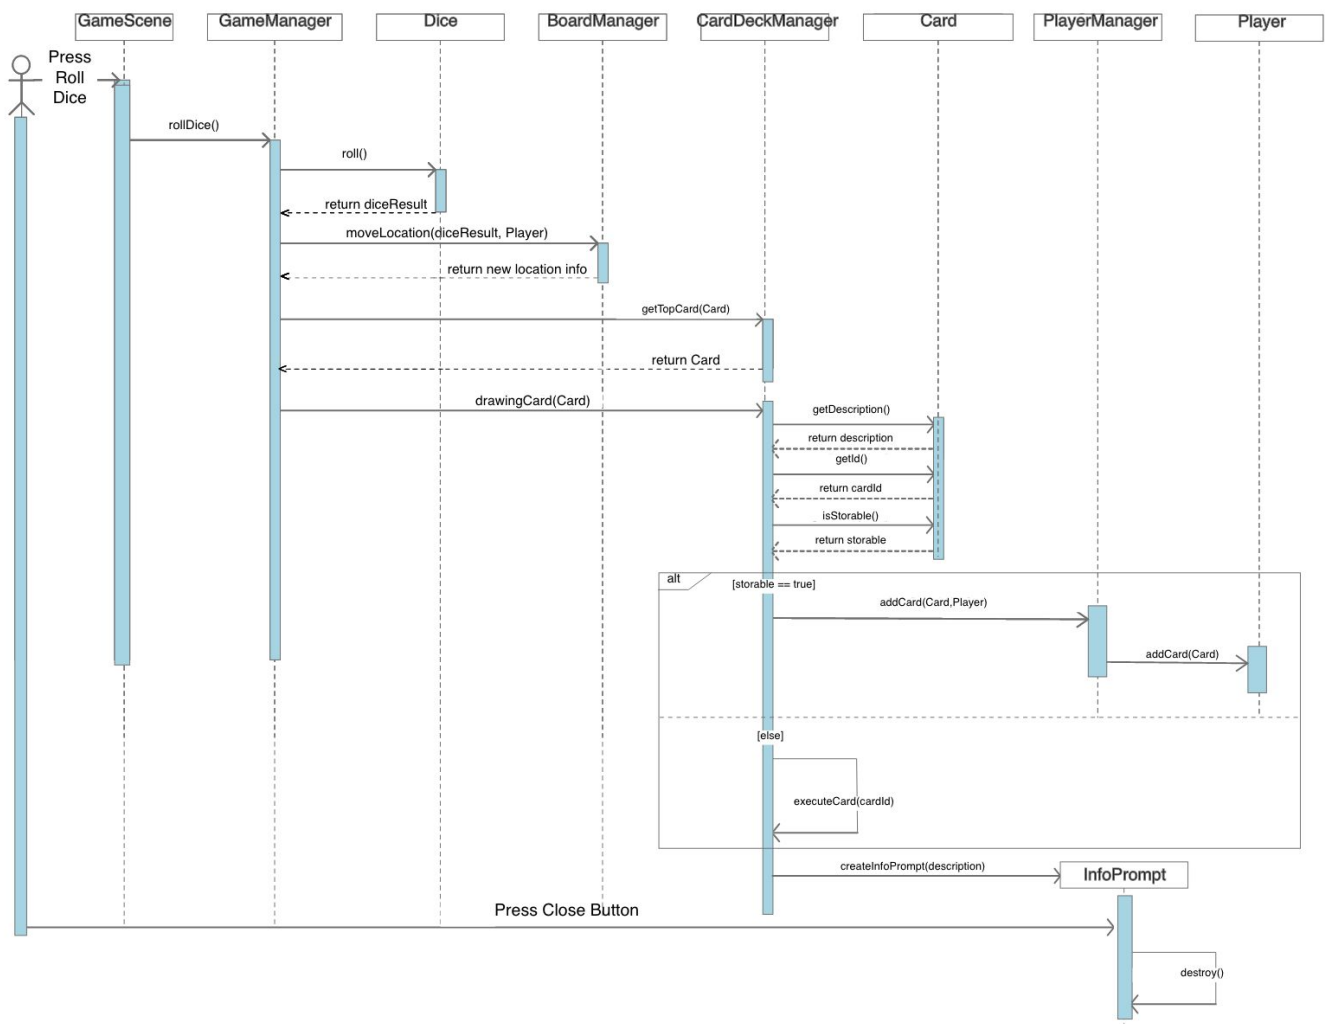 GameScene
GameManager
Dice
BoardManager
CardDeckManager
Card
PlayerManager
Player
Press
Roll
Dice
rollDice()
roll()
return diceResult
moveLocation(diceResult, Player)
return new location info
getTopCard(Card)
return Card
drawingCard(Card)
getDescription()
return description
getId()
return cardId
isStorable()
return storable
alt
[storable == true]
addCard(Card,Player)
addCard(Card)
[else]
executeCard(cardId)
createInfoPrompt(description)
InfoPrompt
Press Close Button
destroy()